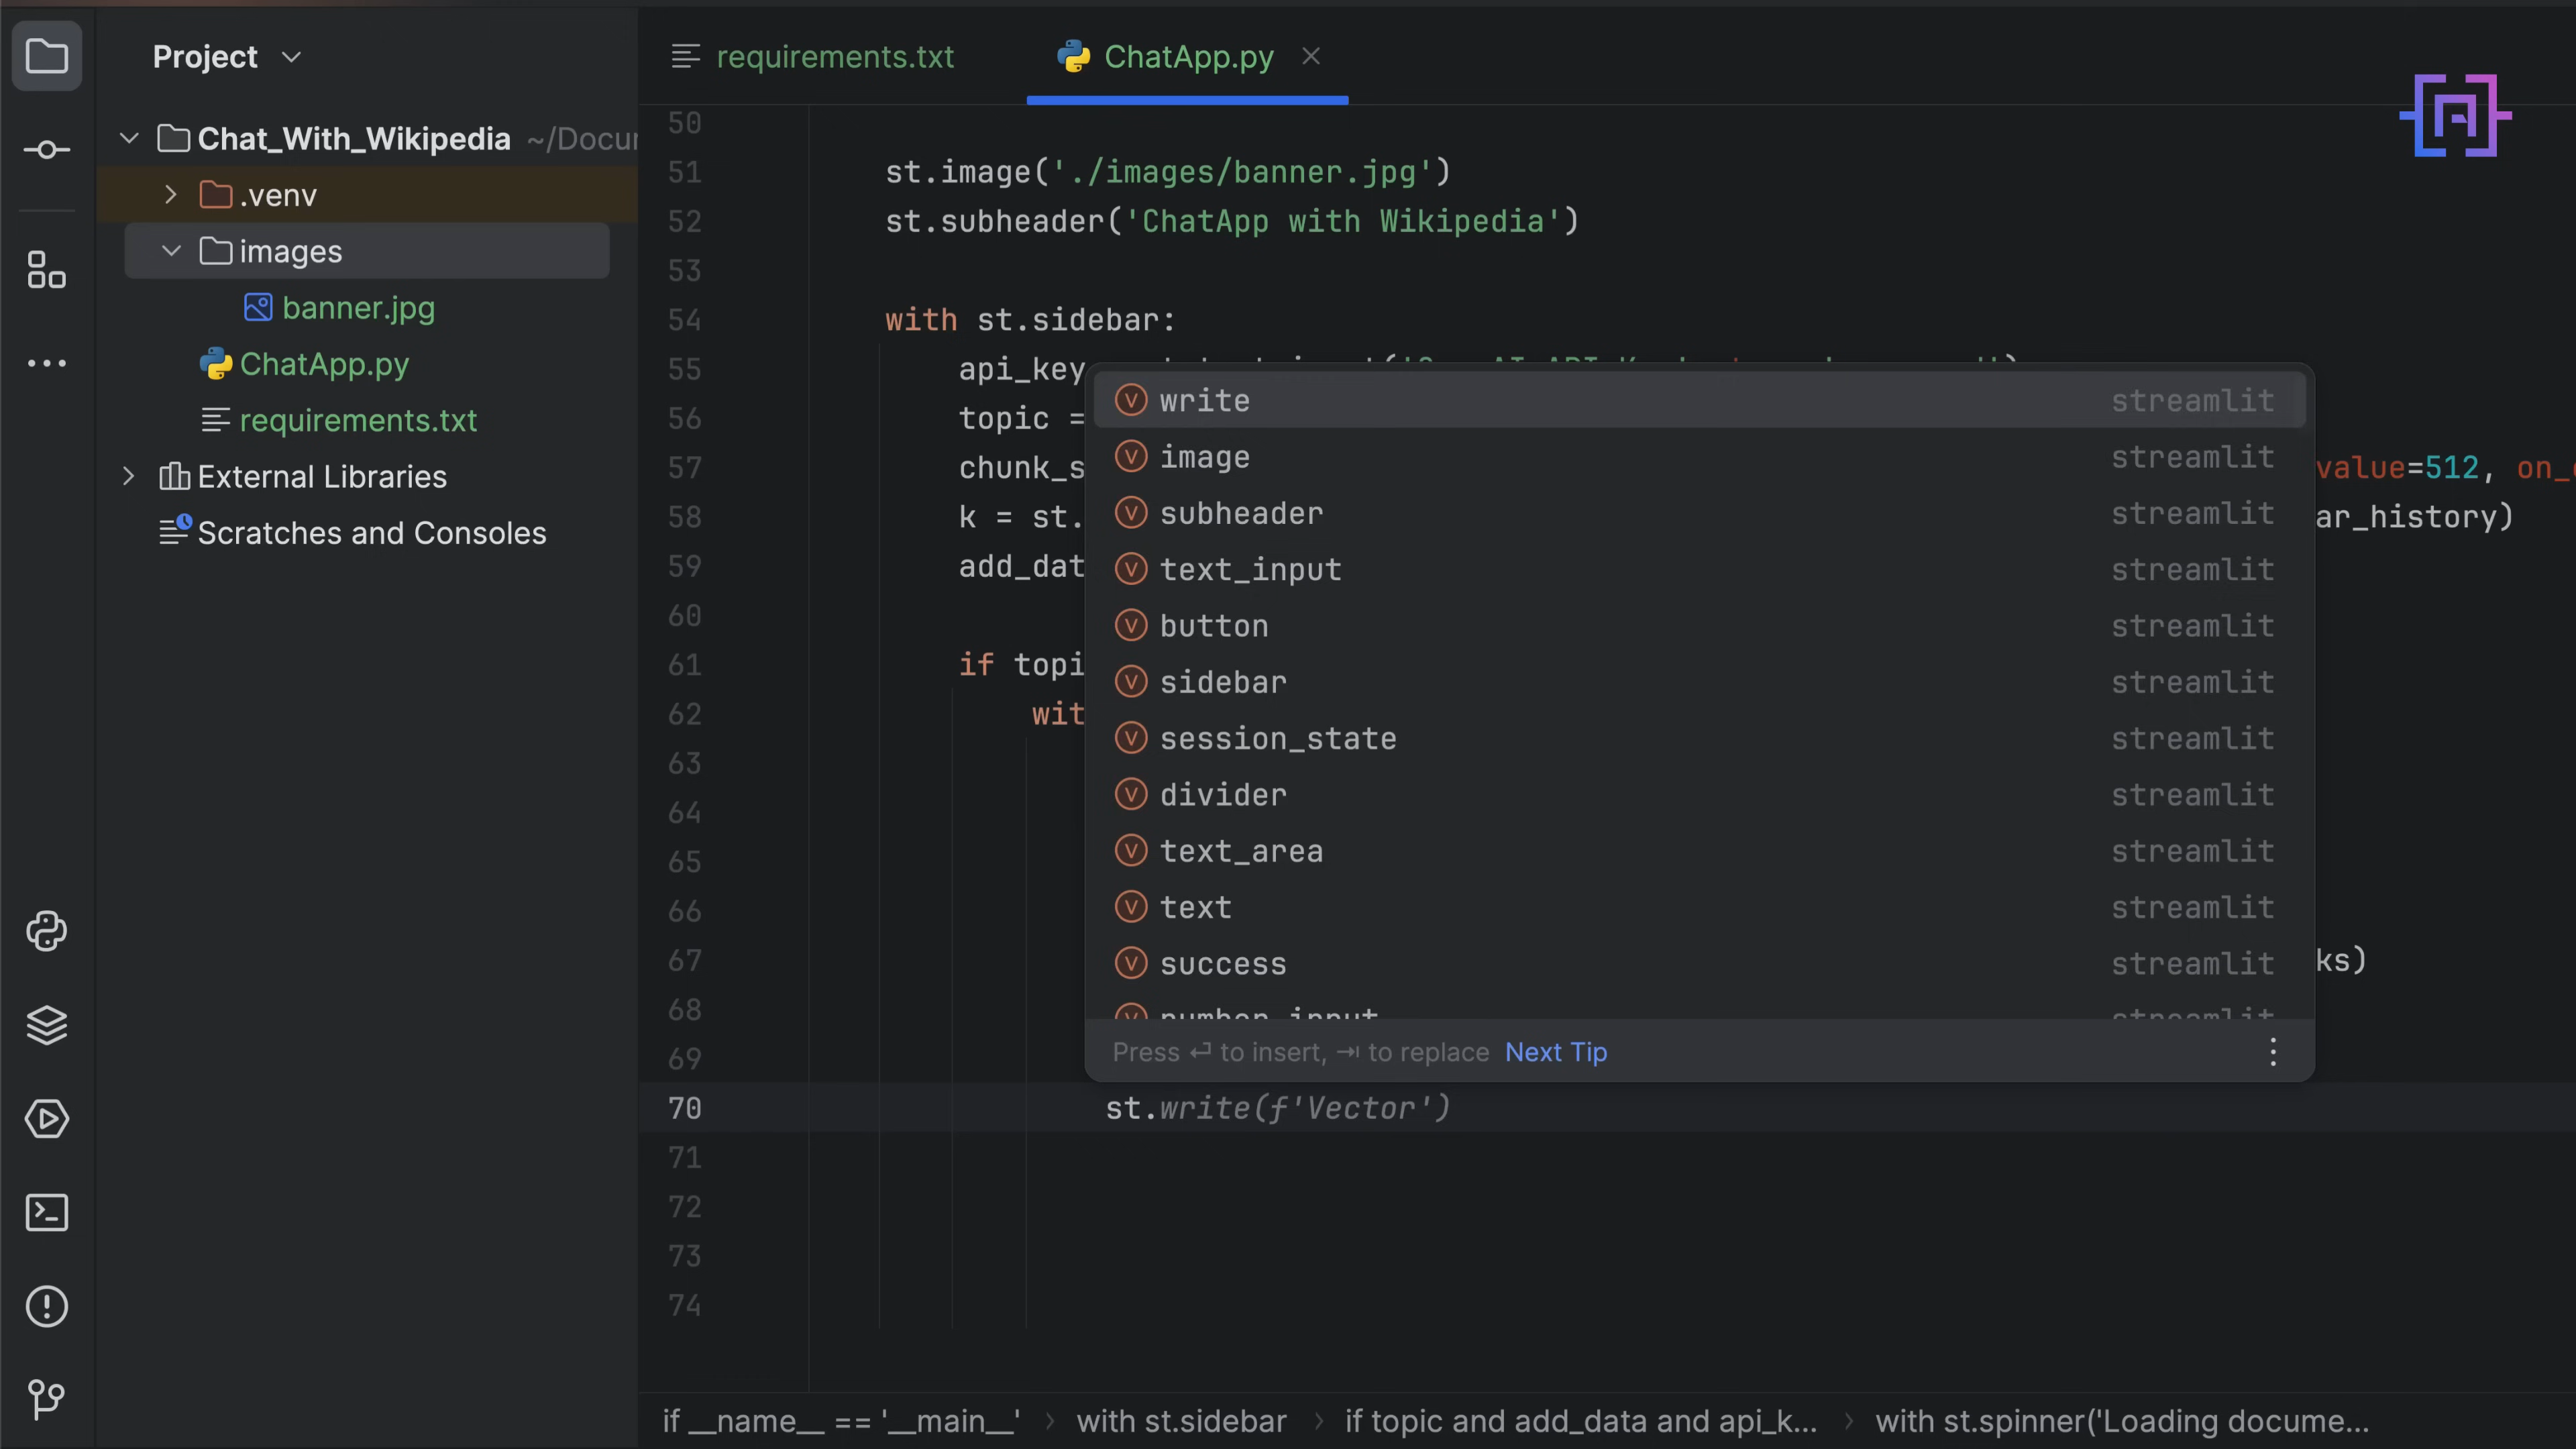 Project
requirements.txt
ChatApp.py
Chat_With_Wikipedia ~/Docu
.venv
images
banner.jpg
ChatApp.py
requirements.txt
External Libraries
Scratches and Consoles
50
51 st.image('./images/banner.jpg')
52 st.subheader('ChatApp with Wikipedia')
53
54 with st.sidebar:
55 api_key
56 topic =
57 chunk_s value=512, on_
58 k = st. ar_history)
59 add_dat
60
61 if topi
62 wit
63
64
65
66
67 ks)
68
69
write streamlit
image streamlit
subheader streamlit
text_input streamlit
button streamlit
sidebar streamlit
session_state streamlit
divider streamlit
text_area streamlit
text streamlit
success streamlit
number_input streamlit
Press ↵ to insert, ⇥ to replace Next Tip
70 st.write(f'Vector')
71
72
73
74
if __name__ == '__main__' › with st.sidebar › if topic and add_data and api_k... › with st.spinner('Loading docume...